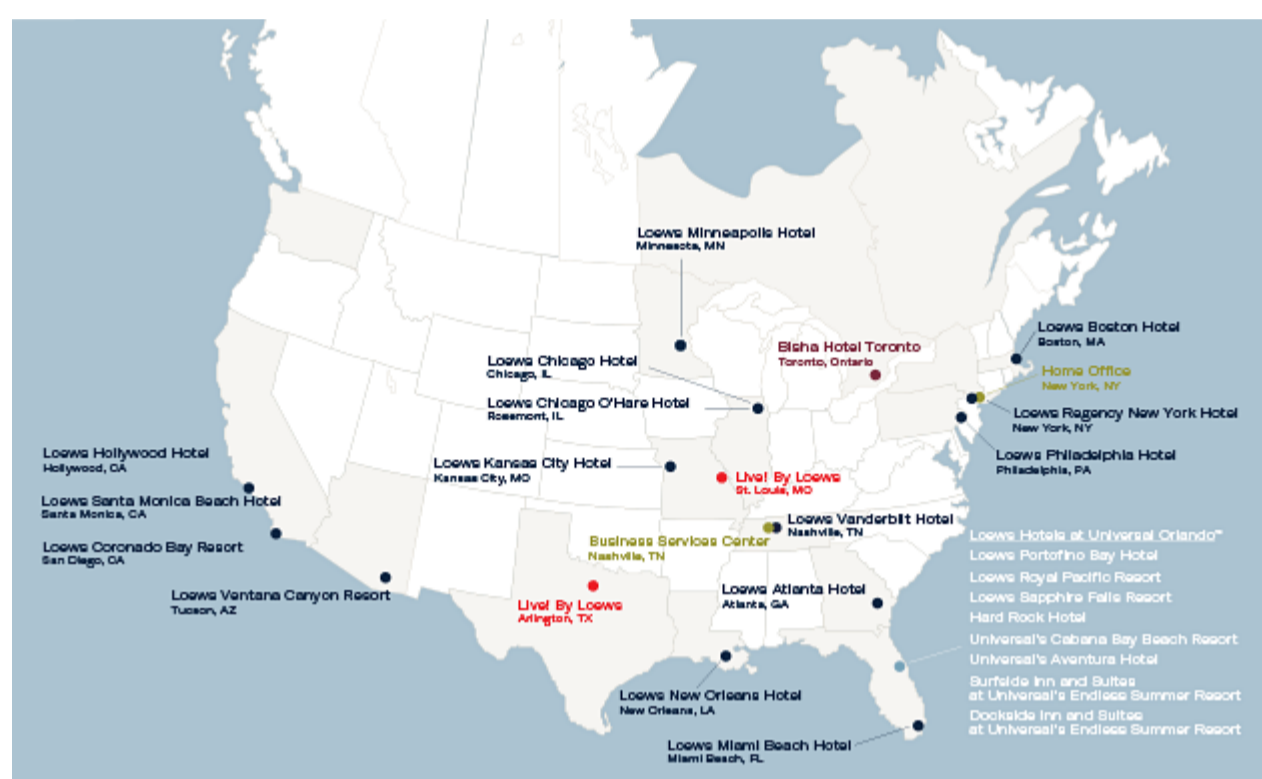 Loews Minneapolis Hotel
Minnesota, MN
Loews Boston Hotel
Boston, MA
Bisha Hotel Toronto
Toronto, Ontario
Loews Chicago Hotel
Chicago, IL
Home Office
New York, NY
Loews Chicago O'Hare Hotel
Rosemont, IL
Loews Regency New York Hotel
New York, NY
Loews Hollywood Hotel
Hollywood, CA
Loews Kansas City Hotel
Kansas City, MO
Loews Philadelphia Hotel
Philadelphia, PA
Live! By Loews
St. Louis, MO
Loews Santa Monica Beach Hotel
Santa Monica, CA
Loews Vanderbilt Hotel
Nashville, TN
Business Services Center
Nashville, TN
Loews Coronado Bay Resort
San Diego, CA
Loews Ventana Canyon Resort
Tucson, AZ
Live! By Loews
Arlington, TX
Loews Atlanta Hotel
Atlanta, GA
Loews Hotels at Universal Orlando™
Loews Portofino Bay Hotel
Loews Royal Pacific Resort
Loews Sapphire Falls Resort
Hard Rock Hotel
Universal's Cabana Bay Beach Resort
Universal's Aventura Hotel
Surfside Inn and Suites
at Universal's Endless Summer Resort
Dockside Inn and Suites
at Universal's Endless Summer Resort
Loews New Orleans Hotel
New Orleans, LA
Loews Miami Beach Hotel
Miami Beach, FL